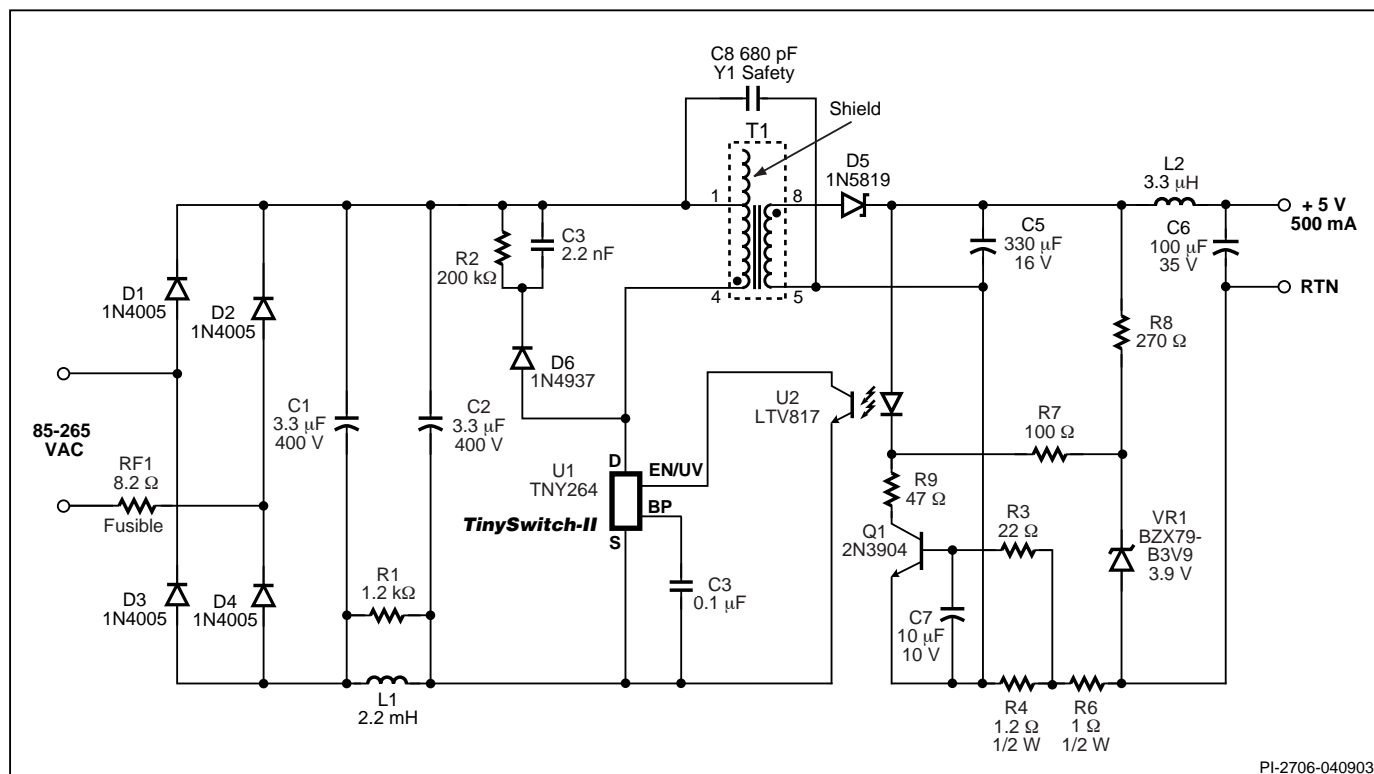 C8 680 pF
Y1 Safety
Shield
T1
D5
1N5819
L2
3.3 µH
1
8
+ 5 V
500 mA
C3
2.2 nF
R2
200 kΩ
C5
330 µF
16 V
C6
100 µF
35 V
4
5
RTN
D1
1N4005
D2
1N4005
R8
270 Ω
D6
1N4937
U2
LTV817
C1
3.3 µF
400 V
C2
3.3 µF
400 V
85-265
VAC
R7
100 Ω
RF1
8.2 Ω
Fusible
D
EN/UV
U1
TNY264
BP
TinySwitch-II
S
R9
47 Ω
R3
22 Ω
VR1
BZX79-
B3V9
3.9 V
Q1
2N3904
R1
1.2 kΩ
C3
0.1 µF
D3
1N4005
D4
1N4005
C7
10 µF
10 V
L1
2.2 mH
R4
1.2 Ω
1/2 W
R6
1 Ω
1/2 W
PI-2706-040903